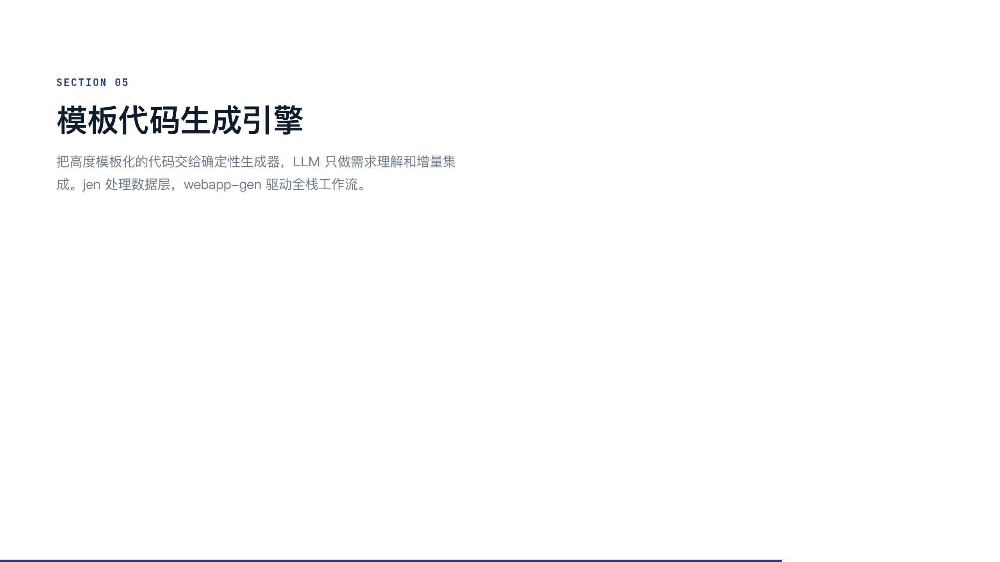 SECTION 05
模板代码生成引擎
把高度模板化的代码交给确定性生成器，LLM 只做需求理解和增量集
成。jen 处理数据层，webapp-gen 驱动全栈工作流。